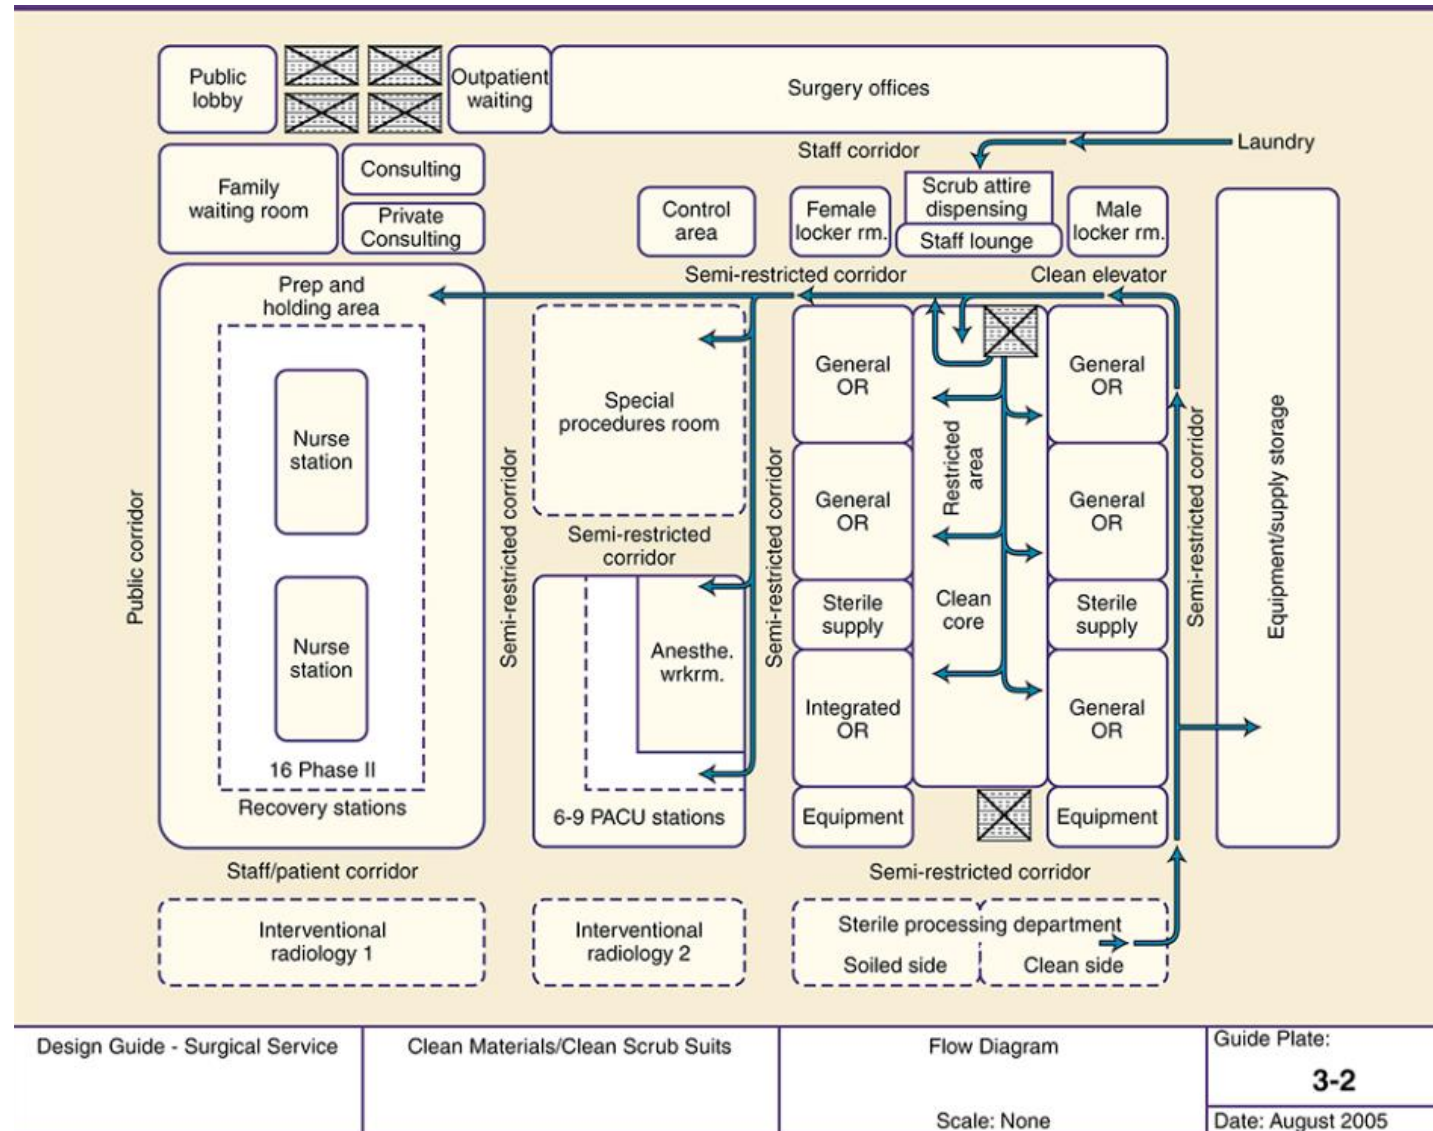 Public
lobby
Outpatient
waiting
Surgery offices
Laundry
Staff corridor
Family
waiting room
Consulting
Private
Consulting
Control
area
Female
locker rm.
Scrub attire
dispensing
Staff lounge
Male
locker rm.
Semi-restricted corridor
Clean elevator
Prep and
holding area
Nurse
station
Nurse
station
16 Phase II
Recovery stations
Public corridor
Semi-restricted corridor
Special
procedures room
Semi-restricted
corridor
Anesthe.
wrkrm.
6-9 PACU stations
Semi-restricted corridor
General
OR
General
OR
Sterile
supply
Integrated
OR
Equipment
Restricted
area
Clean
core
General
OR
General
OR
Sterile
supply
General
OR
Equipment
Semi-restricted corridor
Equipment/supply storage
Staff/patient corridor
Semi-restricted corridor
Interventional
radiology 1
Interventional
radiology 2
Sterile processing department
Soiled side
Clean side
Design Guide - Surgical Service
Clean Materials/Clean Scrub Suits
Flow Diagram
Scale: None
Guide Plate:
3-2
Date: August 2005